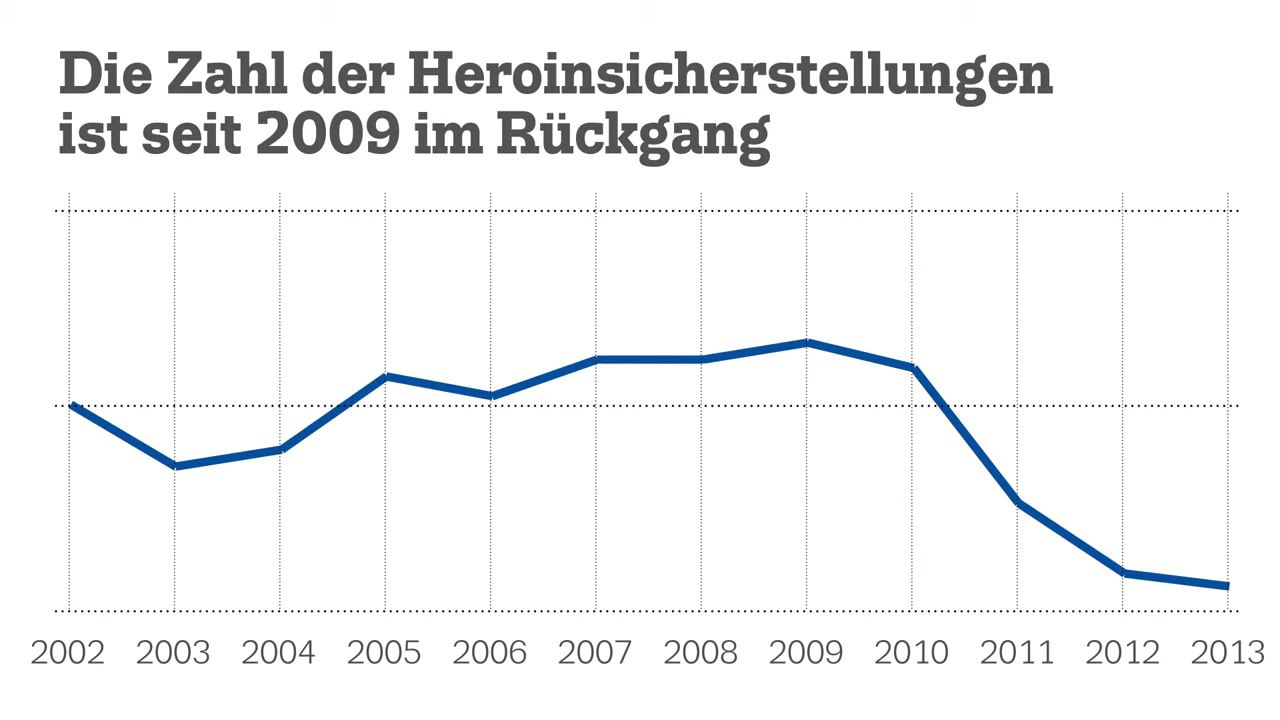 Die Zahl der Heroinsicherstellungen
ist seit 2009 im Rückgang
2002 2003 2004 2005 2006 2007 2008 2009 2010 2011 2012 2013